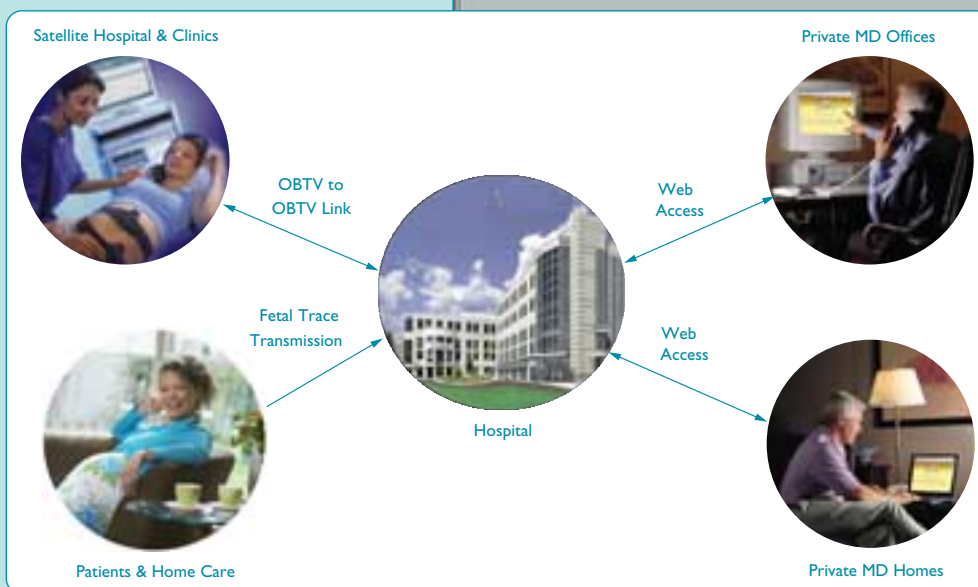 Satellite Hospital & Clinics
Private MD Offices
OBTV to
OBTV Link
Web
Access
Fetal Trace
Transmission
Web
Access
Hospital
Patients & Home Care
Private MD Homes